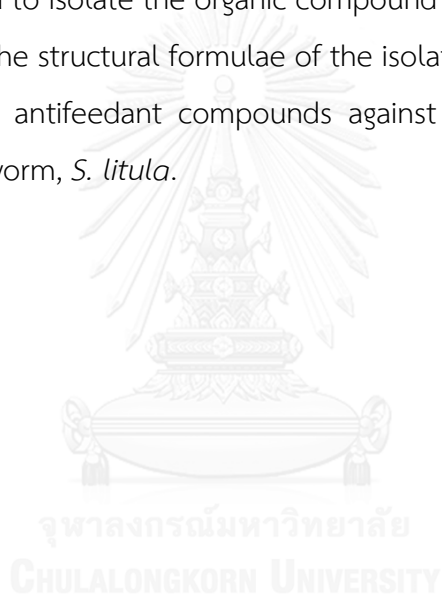 to isolate the organic compound
he structural formulae of the isolat
antifeedant compounds against
vorm, S. litula.
จุฬาลงกรณ์มหาวิทยาลัย
CHULALONGKORN UNIVERSITY